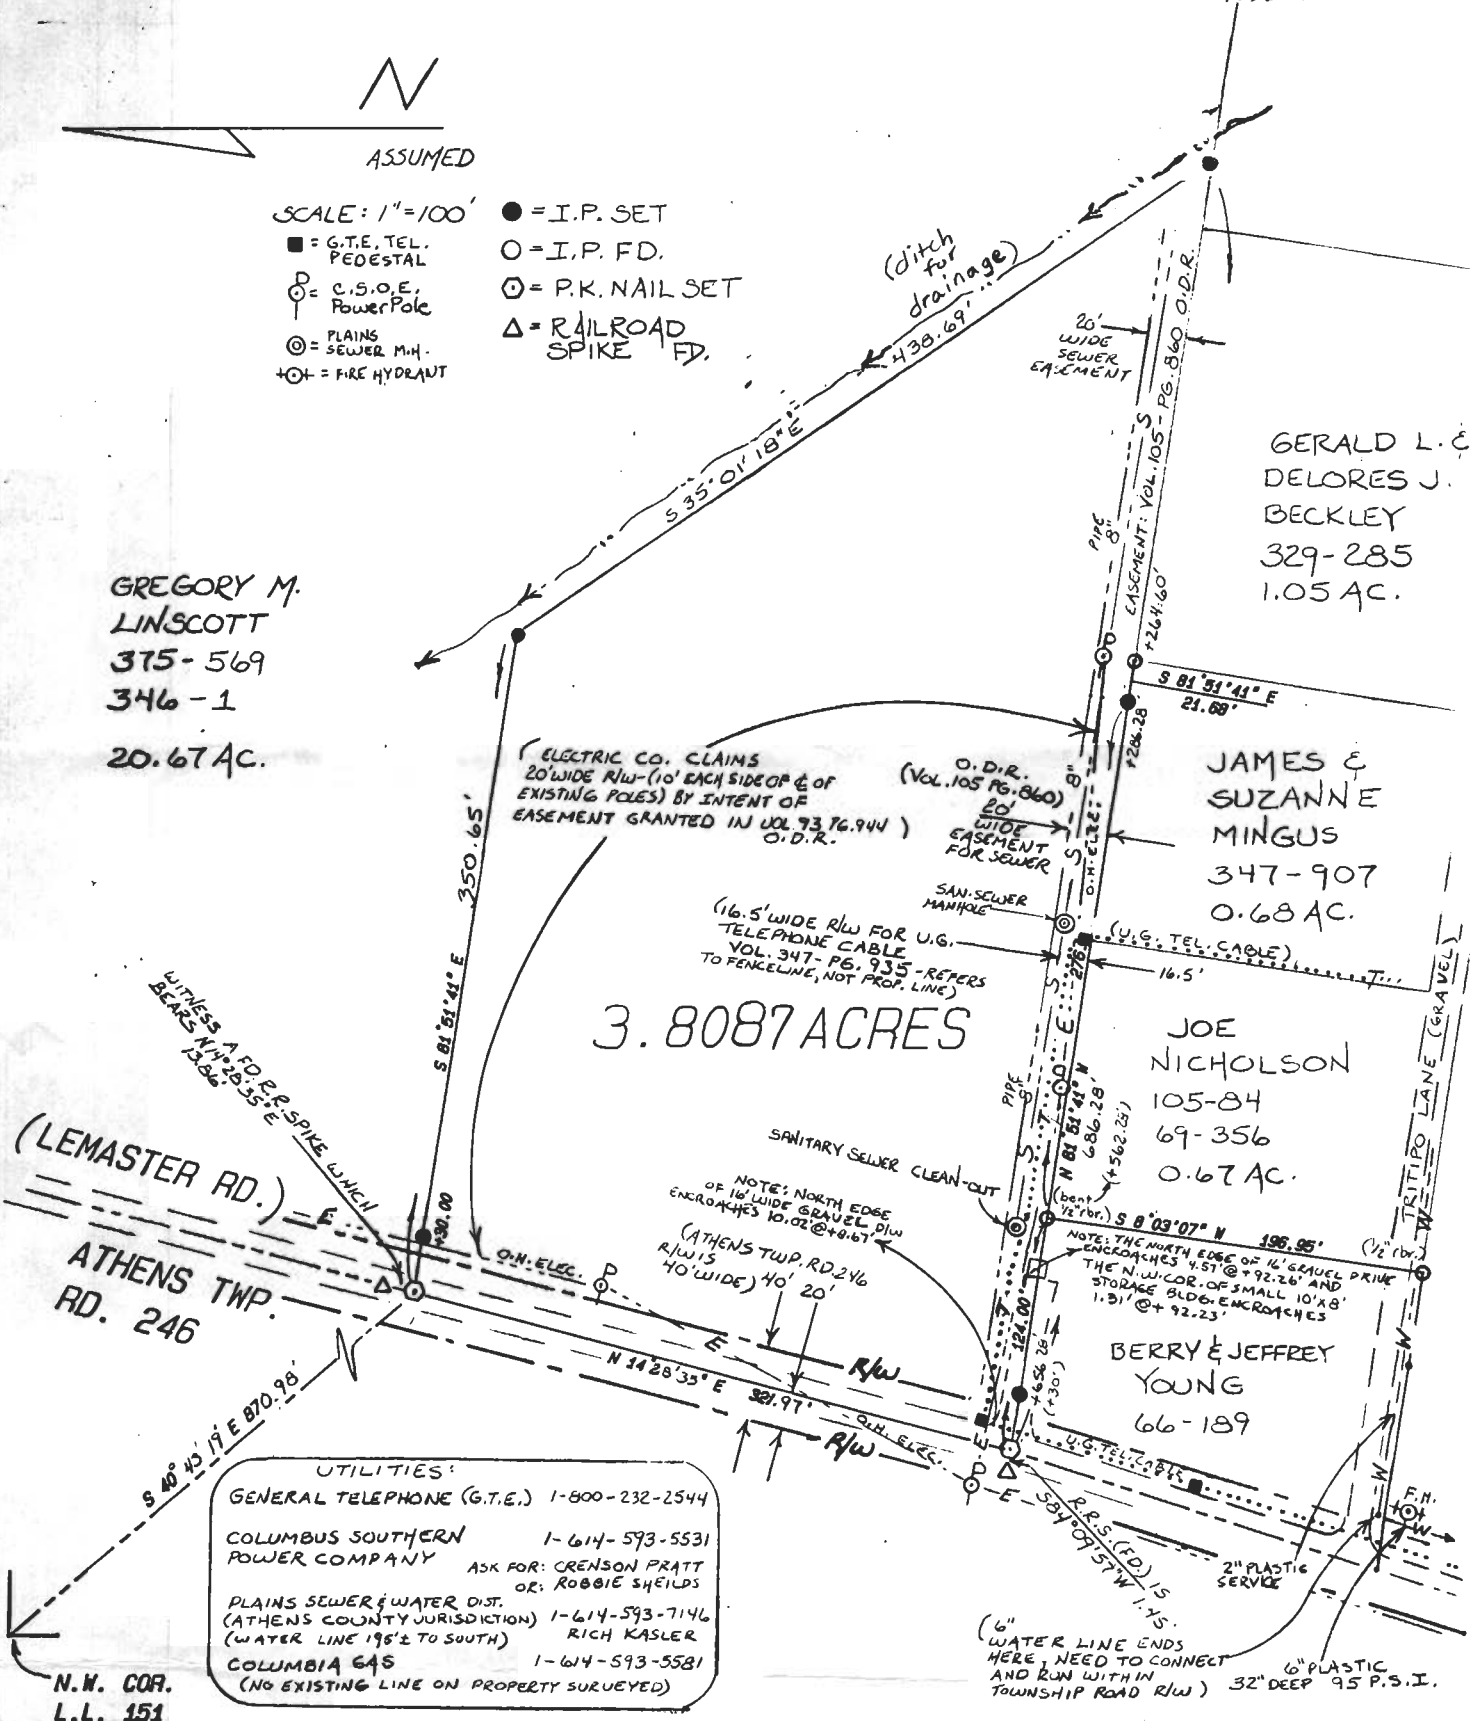 N
ASSUMED
SCALE: 1"=100'
■ = G.T.E. TEL.
PEDESTAL
= C.S.O.E.
Power Pole
= PLAINS
SEWER M.H.
= FIRE HYDRANT
● = I.P. SET
○ = I.P. FD.
= P.K. NAIL SET
△ = RAILROAD
SPIKE FD.
(ditch
for
drainage)
438.69'
S 35° 01' 18" E
20'
WIDE
SEWER
EASEMENT
EASEMENT: VOL. 105 - PG. 860 O.D.R.
S
PIPE
8"
+264.60'
GERALD L. &
DELORES J.
BECKLEY
329-285
1.05 AC.
GREGORY M.
LINSCOTT
375-569
346-1
20.67 AC.
S 81°51'41" E
21.68'
+286.28'
JAMES &
SUZANNE
MINGUS
347-907
0.68 AC.
(ELECTRIC CO. CLAIMS
20' WIDE R/W-(10' EACH SIDE OF ℄ OF
EXISTING POLES) BY INTENT OF
EASEMENT GRANTED IN VOL. 93 PG. 944)
O.D.R.
O.D.R.
(VOL. 105 PG. 860)
20'
WIDE
EASEMENT
FOR SEWER
8"
O.H. ELEC.
350.65'
S 81°51'41" E
SAN. SEWER
MANHOLE
(16.5' WIDE R/W FOR U.G.
TELEPHONE CABLE
VOL. 347- PG. 935 - REFERS
TO FENCELINE, NOT PROP. LINE)
(U.G. TEL. CABLE)
T
16.5'
3.8087 ACRES
JOE
NICHOLSON
105-84
69-356
0.67 AC.
TRITIPO LANE (GRAVEL)
WITNESS A FD. R.R. SPIKE WHICH
BEARS N 14°28'35" E
13.86'
PIPE
8"
N 81°51'41" W
686.28'
(+562.28')
SANITARY SEWER CLEAN-OUT
(bent
1/2" rbr.)
S 8°03'07" W 196.95'
(1/2" rbr.)
NOTE: THE NORTH EDGE OF 16' GRAVEL DRIVE
ENCROACHES 4.57' @ +92.26' AND
THE N.W. COR. OF SMALL 10'X8'
STORAGE BLDG. ENCROACHES
1.31' @ + 92.23'
NOTE: NORTH EDGE
OF 16' WIDE GRAVEL D/W
ENCROACHES 10.02' @ +8.67'
(ATHENS TWP. RD. 246
R/W IS
40' WIDE)
40'
20'
(LEMASTER RD.)
ATHENS TWP.
RD. 246
E
+30.00
O.H. ELEC.
P
E
R/W
N 14°28'35" E 321.97'
R/W
O.H. ELEC.
124.00'
+656.28'
(+30')
BERRY & JEFFREY
YOUNG
66-189
U.G. TEL. CABLE
P
E
R.R.S. (FD.) IS
S84°09'57"W 1.45'
W
F.H.
S 40° 43' 19" E 870.98'
N.W. COR.
L.L. 151
UTILITIES:
GENERAL TELEPHONE (G.T.E.) 1-800-232-2544
COLUMBUS SOUTHERN 1-614-593-5531
POWER COMPANY
ASK FOR: CRENSON PRATT
OR: ROBBIE SHEILDS
PLAINS SEWER & WATER DIST.
(ATHENS COUNTY JURISDICTION) 1-614-593-7146
(WATER LINE 195'± TO SOUTH) RICH KASLER
COLUMBIA GAS 1-614-593-5581
(NO EXISTING LINE ON PROPERTY SURVEYED)
2" PLASTIC
SERVICE
(6"
WATER LINE ENDS
HERE, NEED TO CONNECT
AND RUN WITHIN
TOWNSHIP ROAD R/W)
6" PLASTIC
32" DEEP 95 P.S.I.